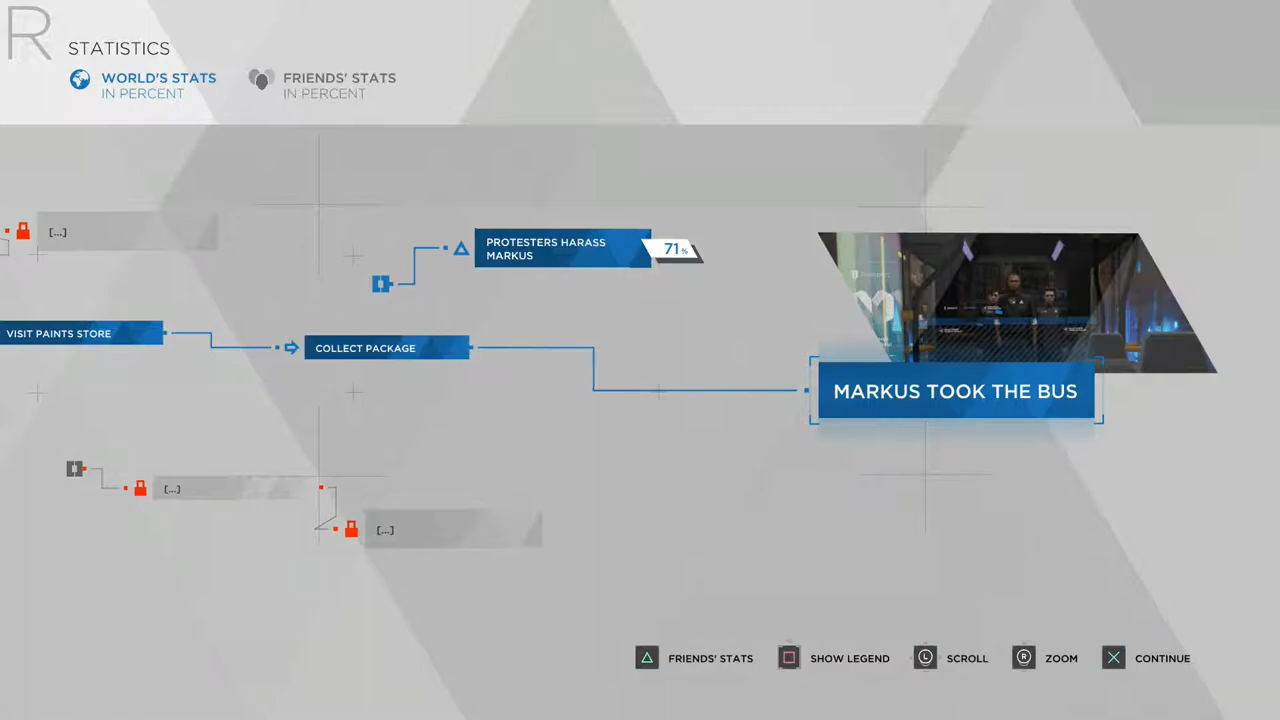 R
STATISTICS
WORLD'S STATS
IN PERCENT
FRIENDS' STATS
IN PERCENT
[...]
PROTESTERS HARASS
MARKUS
71%
VISIT PAINTS STORE
COLLECT PACKAGE
MARKUS TOOK THE BUS
[...]
[...]
FRIENDS' STATS
SHOW LEGEND
L
SCROLL
R
ZOOM
CONTINUE